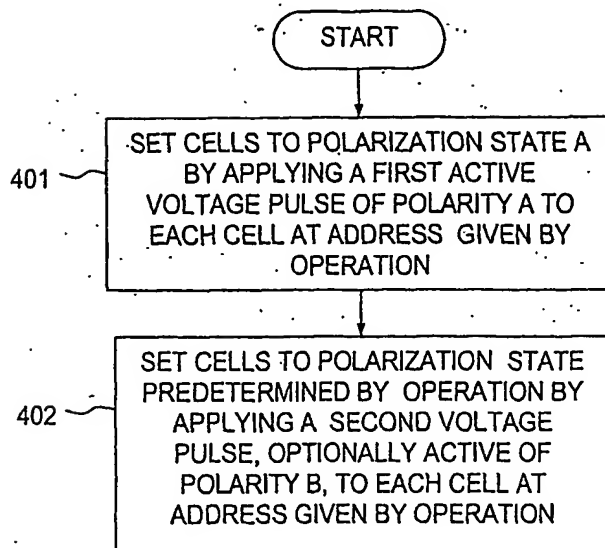 START
401
SET CELLS TO POLARIZATION STATE A
BY APPLYING A FIRST ACTIVE
VOLTAGE PULSE OF POLARITY A TO
EACH CELL AT ADDRESS GIVEN BY
OPERATION
402
SET CELLS TO POLARIZATION STATE
PREDETERMINED BY OPERATION BY
APPLYING A SECOND VOLTAGE
PULSE, OPTIONALLY ACTIVE OF
POLARITY B, TO EACH CELL AT
ADDRESS GIVEN BY OPERATION